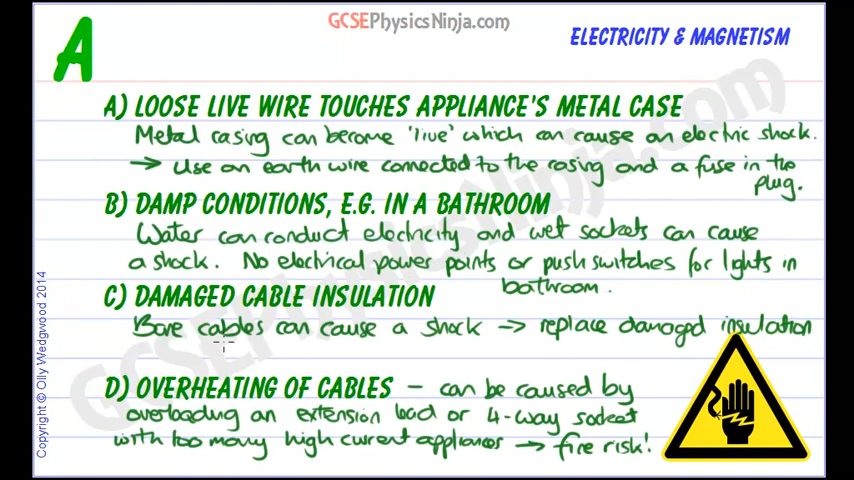 GCSEPhysicsNinja.com
A
ELECTRICITY & MAGNETISM
A) LOOSE LIVE WIRE TOUCHES APPLIANCE'S METAL CASE
Metal casing can become 'live' which can cause an electric shock.
→ Use an earth wire connected to the casing and a fuse in the
plug.
B) DAMP CONDITIONS, E.G. IN A BATHROOM
Water can conduct electricity and wet sockets can cause
a shock. No electrical power points or push switches for lights in
bathroom.
C) DAMAGED CABLE INSULATION
Bare cables can cause a shock → replace damaged insulation
D) OVERHEATING OF CABLES - can be caused by
overloading an extension lead or 4-way socket
with too many high current appliances → fire risk!
Copyright © Olly Wedgwood 2014
GCSEPhysicsNinja.com